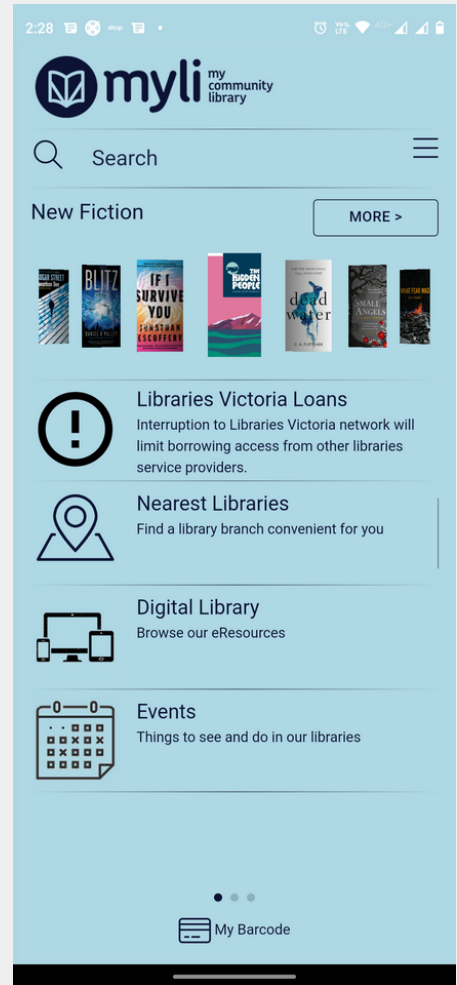 2:28
myli my
community
library
Search
New Fiction
MORE >
BLITZ
IF I
SURVIVE
YOU
JONATHAN
ESCOFFERY
THE
HIDDEN
PEOPLE
dead
water
SMALL
ANGELS
Libraries Victoria Loans
Interruption to Libraries Victoria network will
limit borrowing access from other libraries
service providers.
Nearest Libraries
Find a library branch convenient for you
Digital Library
Browse our eResources
Events
Things to see and do in our libraries
My Barcode